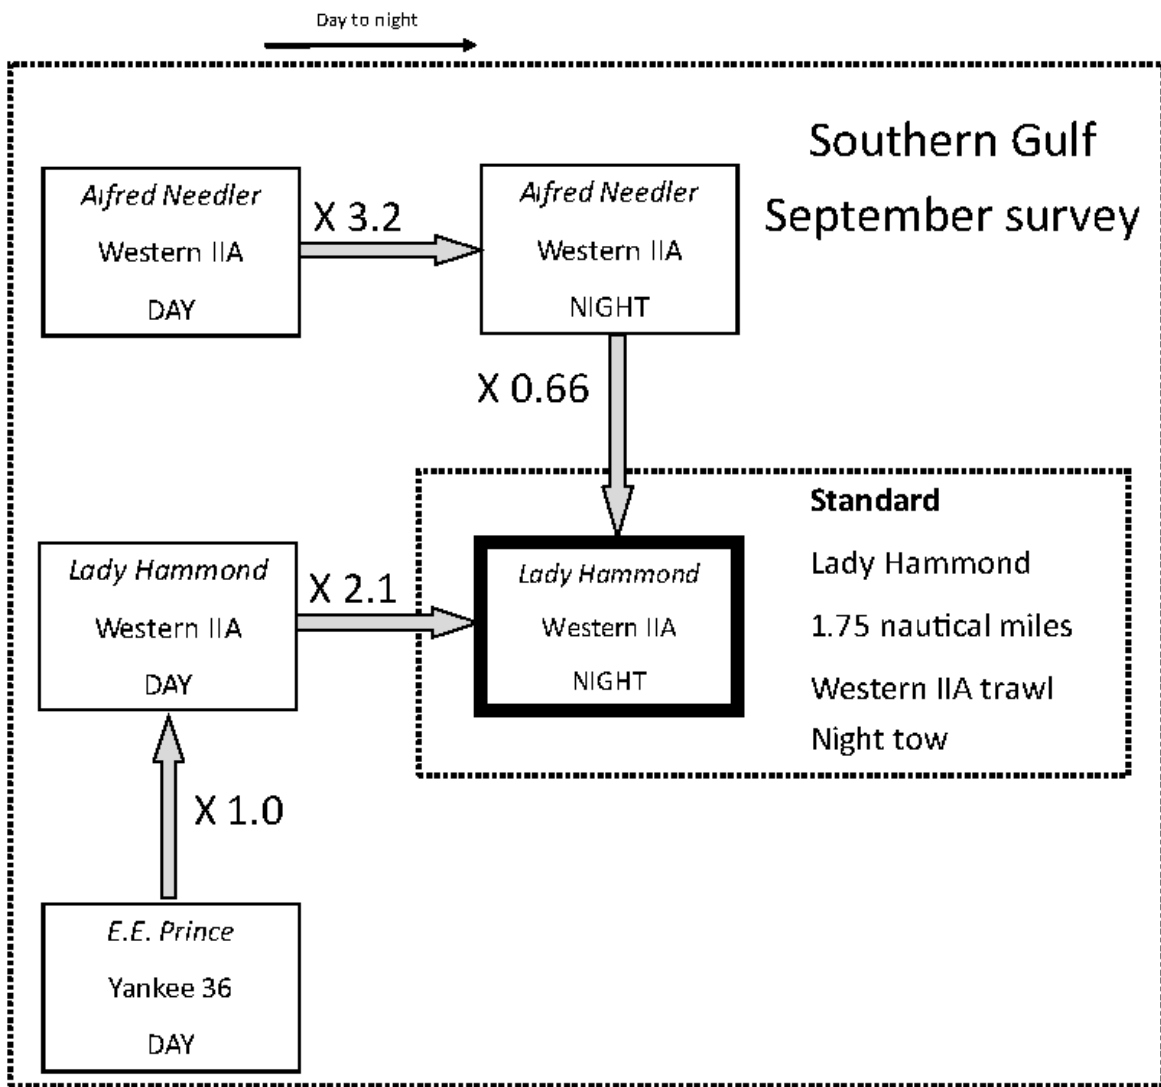 Day to night
Southern Gulf
September survey
Alfred Needler
Western IIA
DAY
X 3.2
Alfred Needler
Western IIA
NIGHT
X 0.66
Lady Hammond
Western IIA
DAY
X 2.1
Lady Hammond
Western IIA
NIGHT
Standard
Lady Hammond
1.75 nautical miles
Western IIA trawl
Night tow
X 1.0
E.E. Prince
Yankee 36
DAY